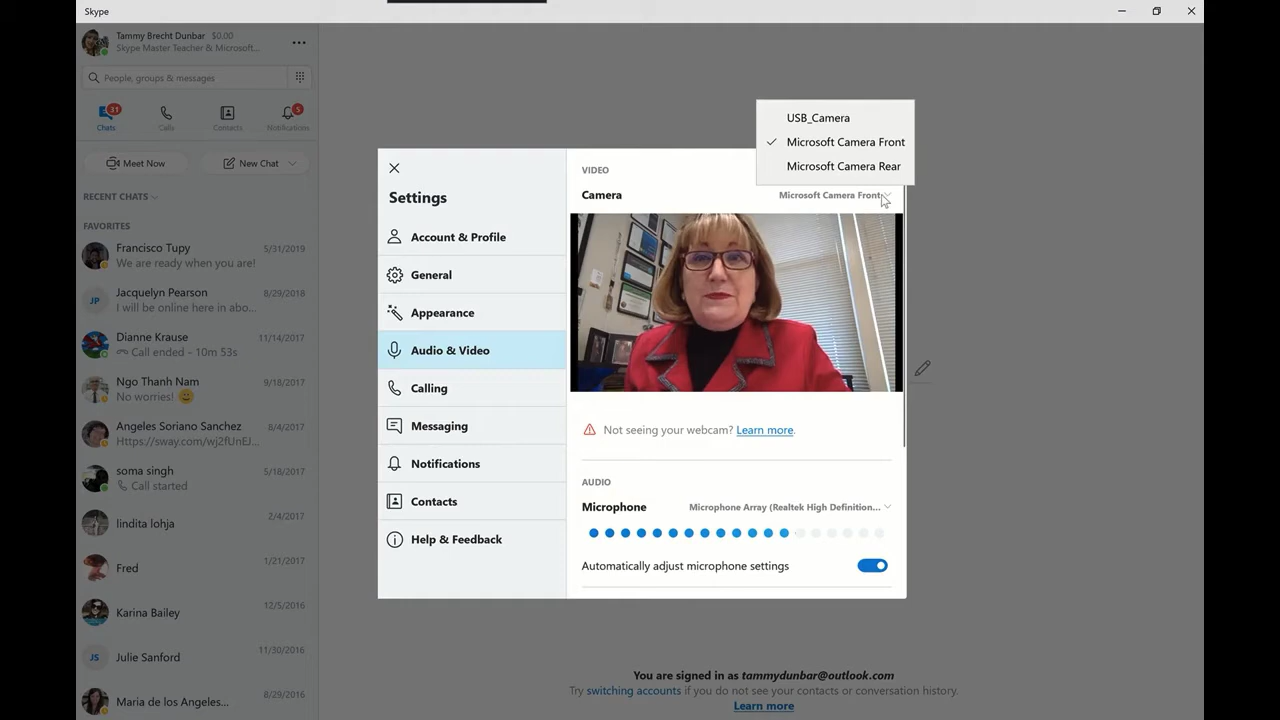 Skype
Tammy Brecht Dunbar $0.00
Skype Master Teacher & Microsoft...
People, groups & messages
31
5
Chats
Calls
Contacts
Notifications
Meet Now
New Chat
RECENT CHATS
FAVORITES
Francisco Tupy 5/31/2019
We are ready when you are!
JP
Jacquelyn Pearson 8/29/2018
I will be online here in abo...
Dianne Krause 11/14/2017
Call ended - 10m 53s
Ngo Thanh Nam 9/18/2017
No worries!
Angeles Soriano Sanchez 8/4/2017
Https://sway.com/wj2fUnEJ...
soma singh 5/18/2017
Call started
lindita lohja 2/4/2017
Fred 1/21/2017
Karina Bailey 12/5/2016
JS
Julie Sanford 11/30/2016
Maria de los Angeles... 8/29/2016
Settings
Account & Profile
General
Appearance
Audio & Video
Calling
Messaging
Notifications
Contacts
Help & Feedback
USB_Camera
Microsoft Camera Front
Microsoft Camera Rear
VIDEO
Camera Microsoft Camera Front
Not seeing your webcam? Learn more.
AUDIO
Microphone Microphone Array (Realtek High Definition...
Automatically adjust microphone settings
You are signed in as tammydunbar@outlook.com
Try switching accounts if you do not see your contacts or conversation history.
Learn more